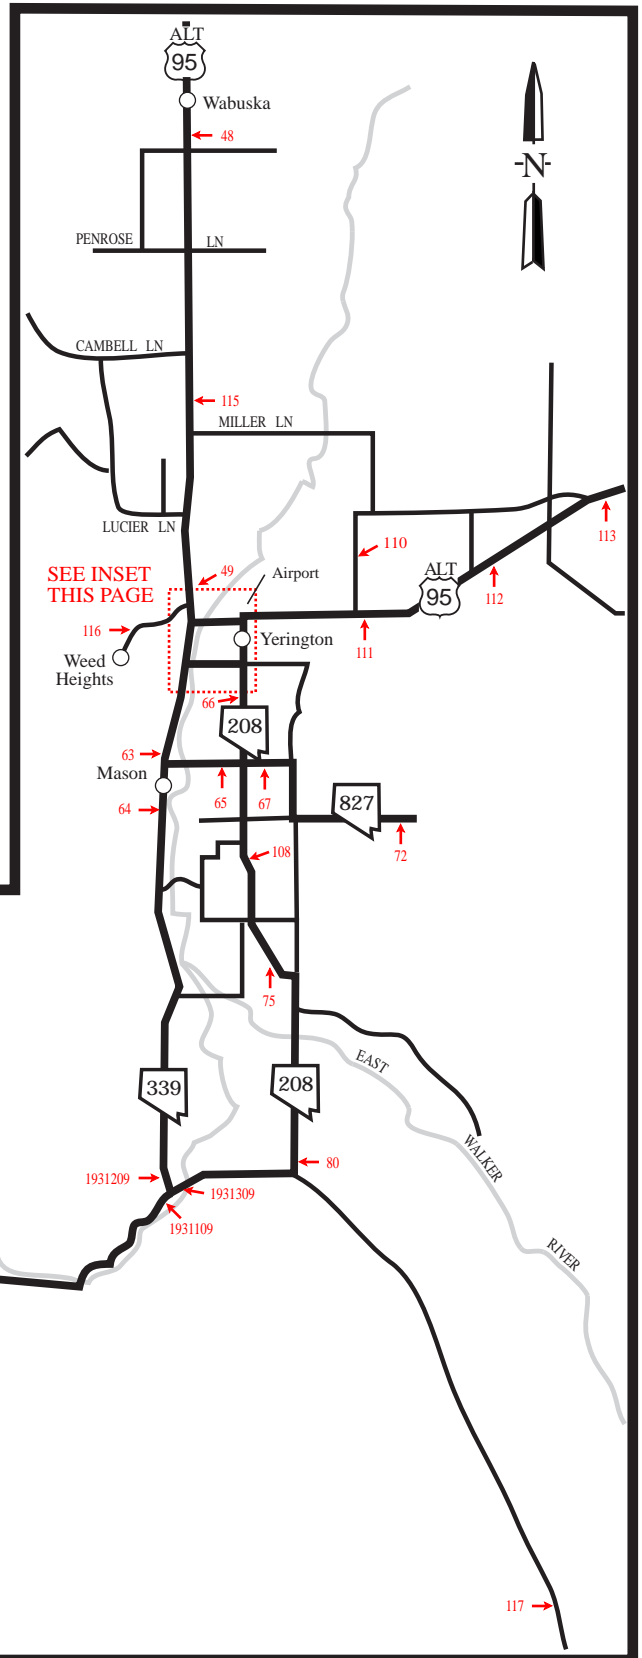 ALT
95
Wabuska
48
-N-
PENROSE LN
CAMBELL LN
115
MILLER LN
LUCIER LN
113
110
SEE INSET
THIS PAGE
49
Airport
ALT
95
112
116
Yerington
111
Weed
Heights
66
208
63
Mason
65
67
64
827
108
72
75
EAST
339
208
WALKER
80
1931209
1931309
1931109
RIVER
117